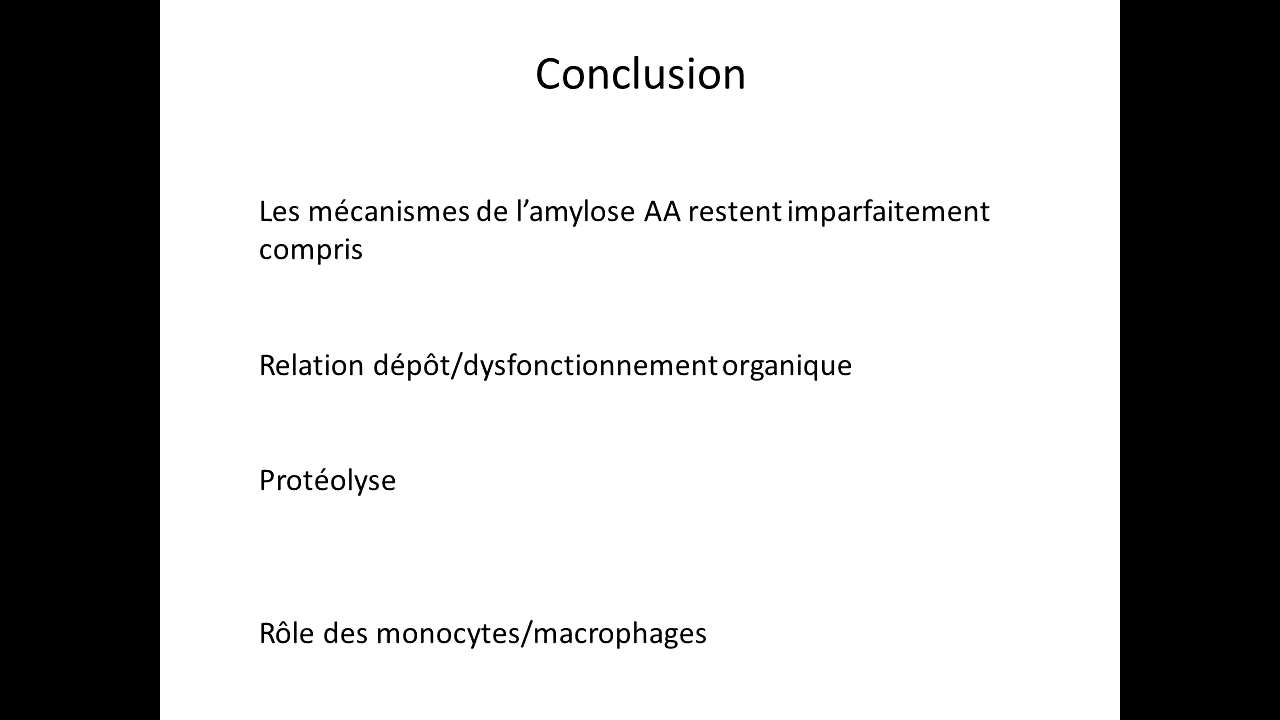 Conclusion
Les mécanismes de l’amylose AA restent imparfaitement
compris
Relation dépôt/dysfonctionnement organique
Protéolyse
Rôle des monocytes/macrophages